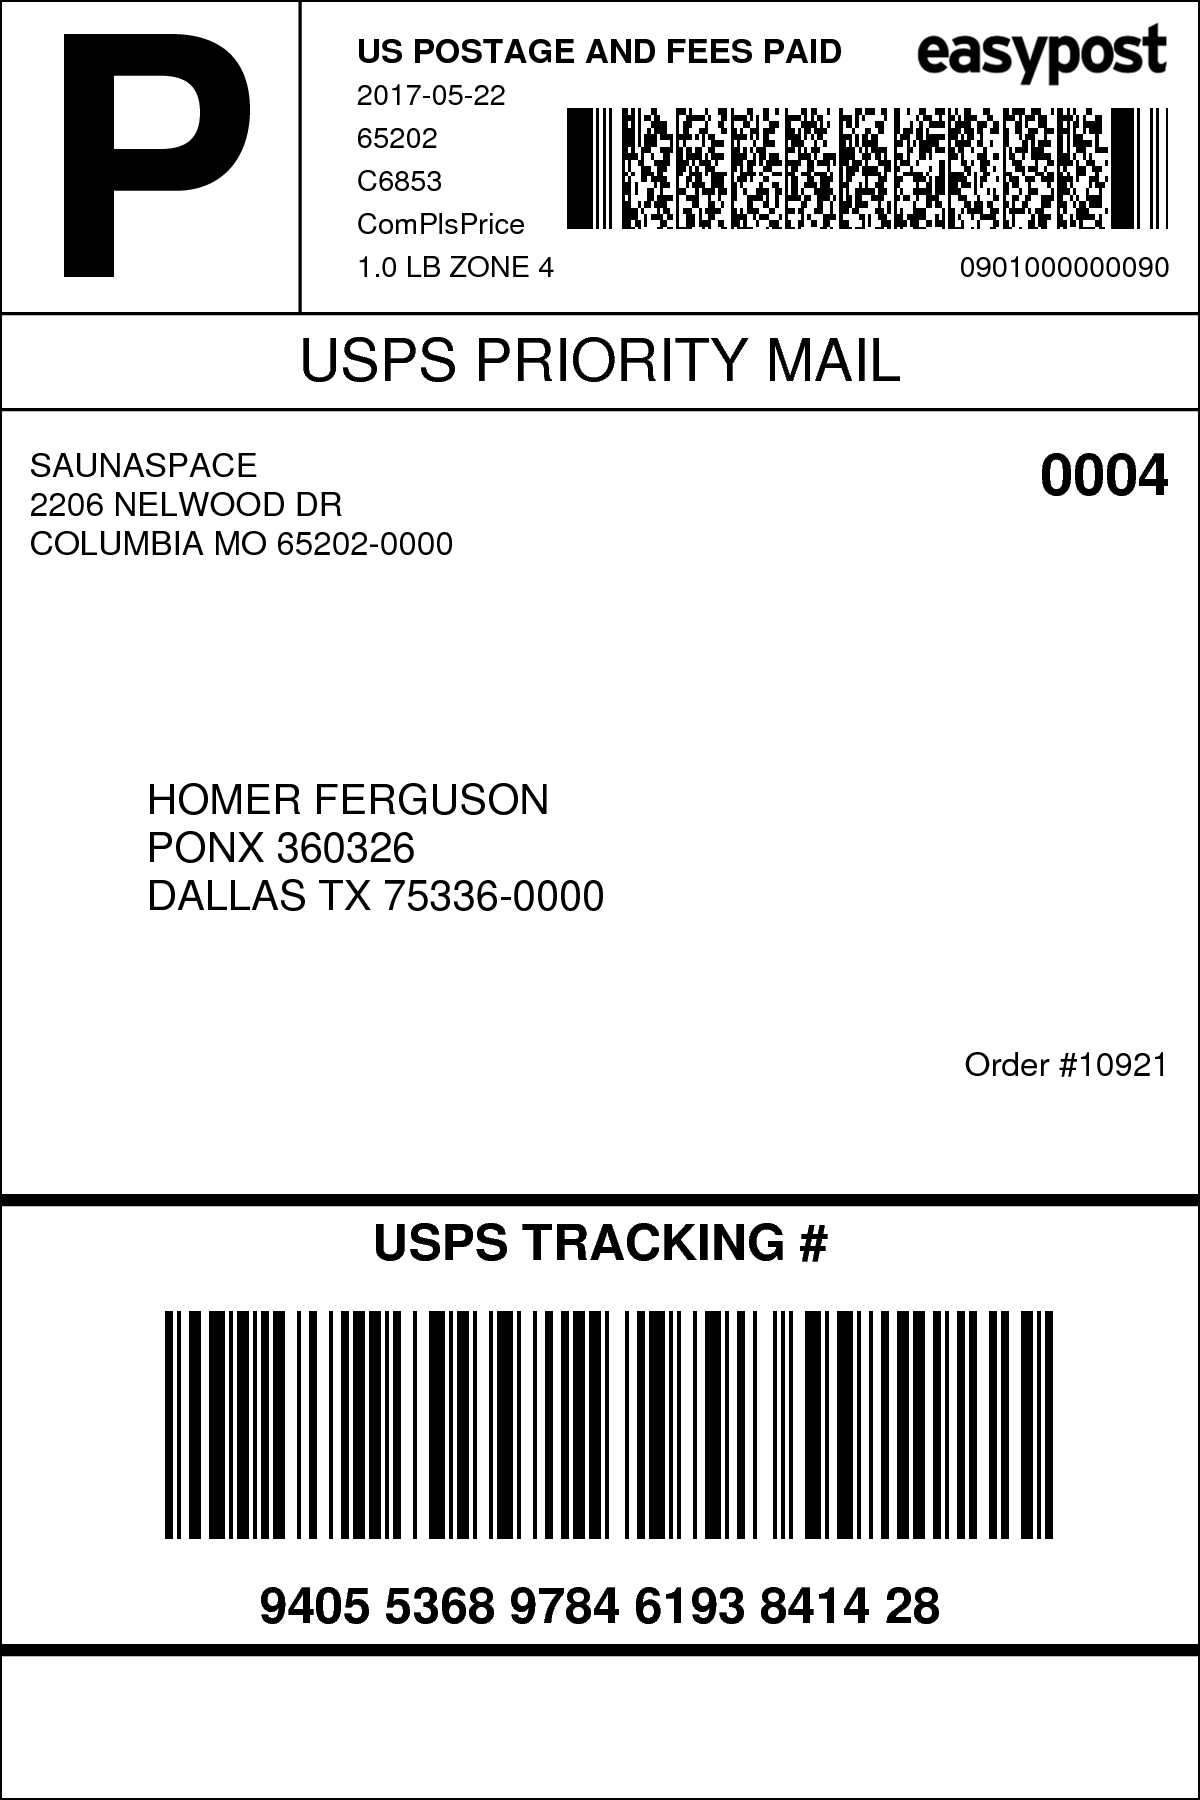 P
US POSTAGE AND FEES PAID
easypost
2017-05-22
65202
C6853
ComPlsPrice
1.0 LB ZONE 4
0901000000090
USPS PRIORITY MAIL
SAUNASPACE
2206 NELWOOD DR
COLUMBIA MO 65202-0000
0004
HOMER FERGUSON
PONX 360326
DALLAS TX 75336-0000
Order #10921
USPS TRACKING #
9405 5368 9784 6193 8414 28